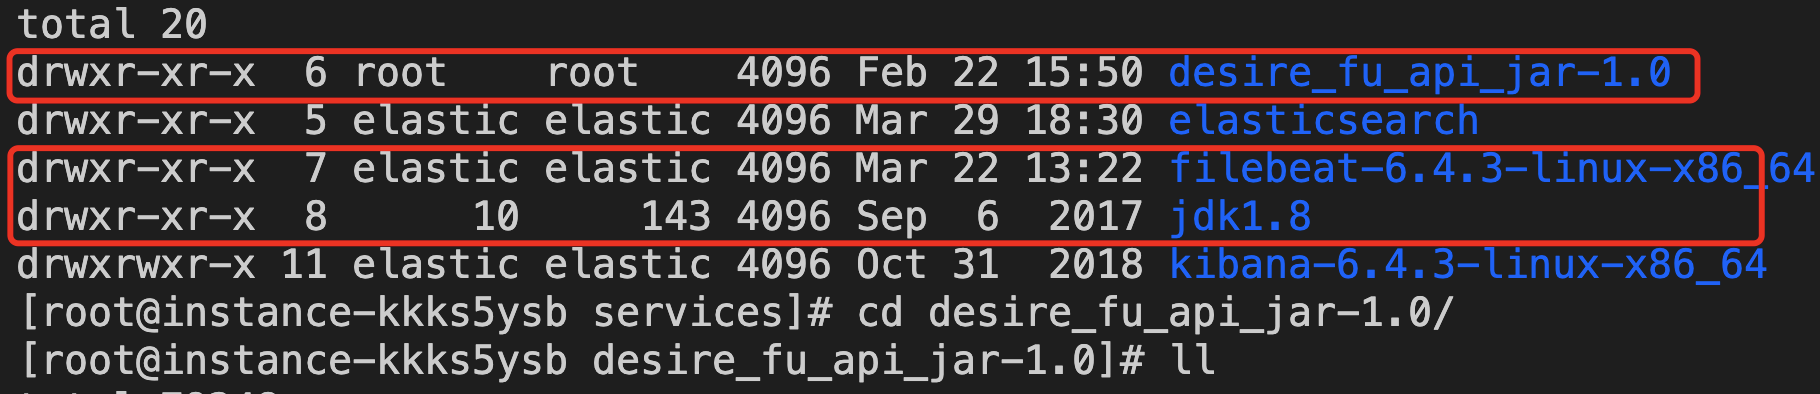 total 20
drwxr-xr-x  6 root    root    4096 Feb 22 15:50 desire_fu_api_jar-1.0
drwxr-xr-x  5 elastic elastic 4096 Mar 29 18:30 elasticsearch
drwxr-xr-x  7 elastic elastic 4096 Mar 22 13:22 filebeat-6.4.3-linux-x86_64
drwxr-xr-x  8      10     143 4096 Sep  6  2017 jdk1.8
drwxrwxr-x 11 elastic elastic 4096 Oct 31  2018 kibana-6.4.3-linux-x86_64
[root@instance-kkks5ysb services]# cd desire_fu_api_jar-1.0/
[root@instance-kkks5ysb desire_fu_api_jar-1.0]# ll